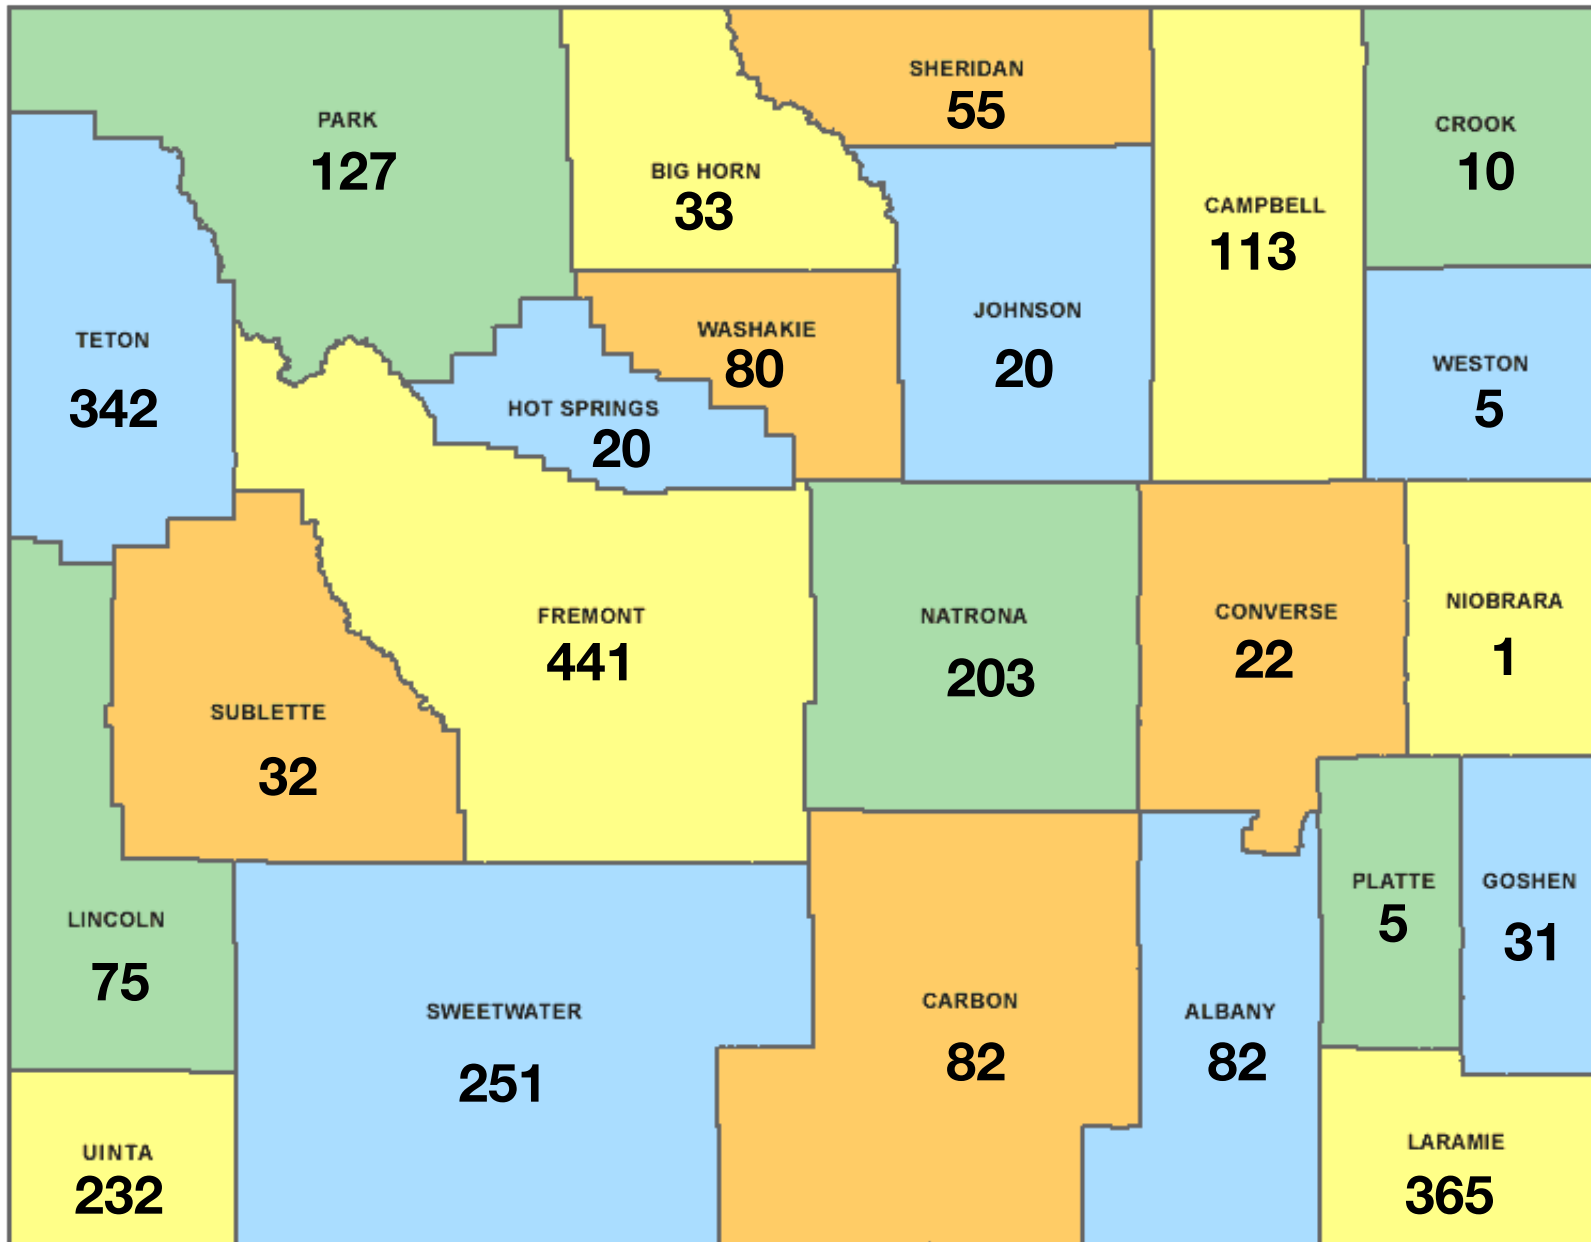 PARK
127
BIG HORN
33
SHERIDAN
55
CAMPBELL
113
CROOK
10
TETON
342
HOT SPRINGS
20
WASHAKIE
80
JOHNSON
20
WESTON
5
SUBLETTE
32
FREMONT
441
NATRONA
203
CONVERSE
22
NIOBRARA
1
LINCOLN
75
SWEETWATER
251
CARBON
82
ALBANY
82
PLATTE
5
GOSHEN
31
UINTA
232
LARAMIE
365